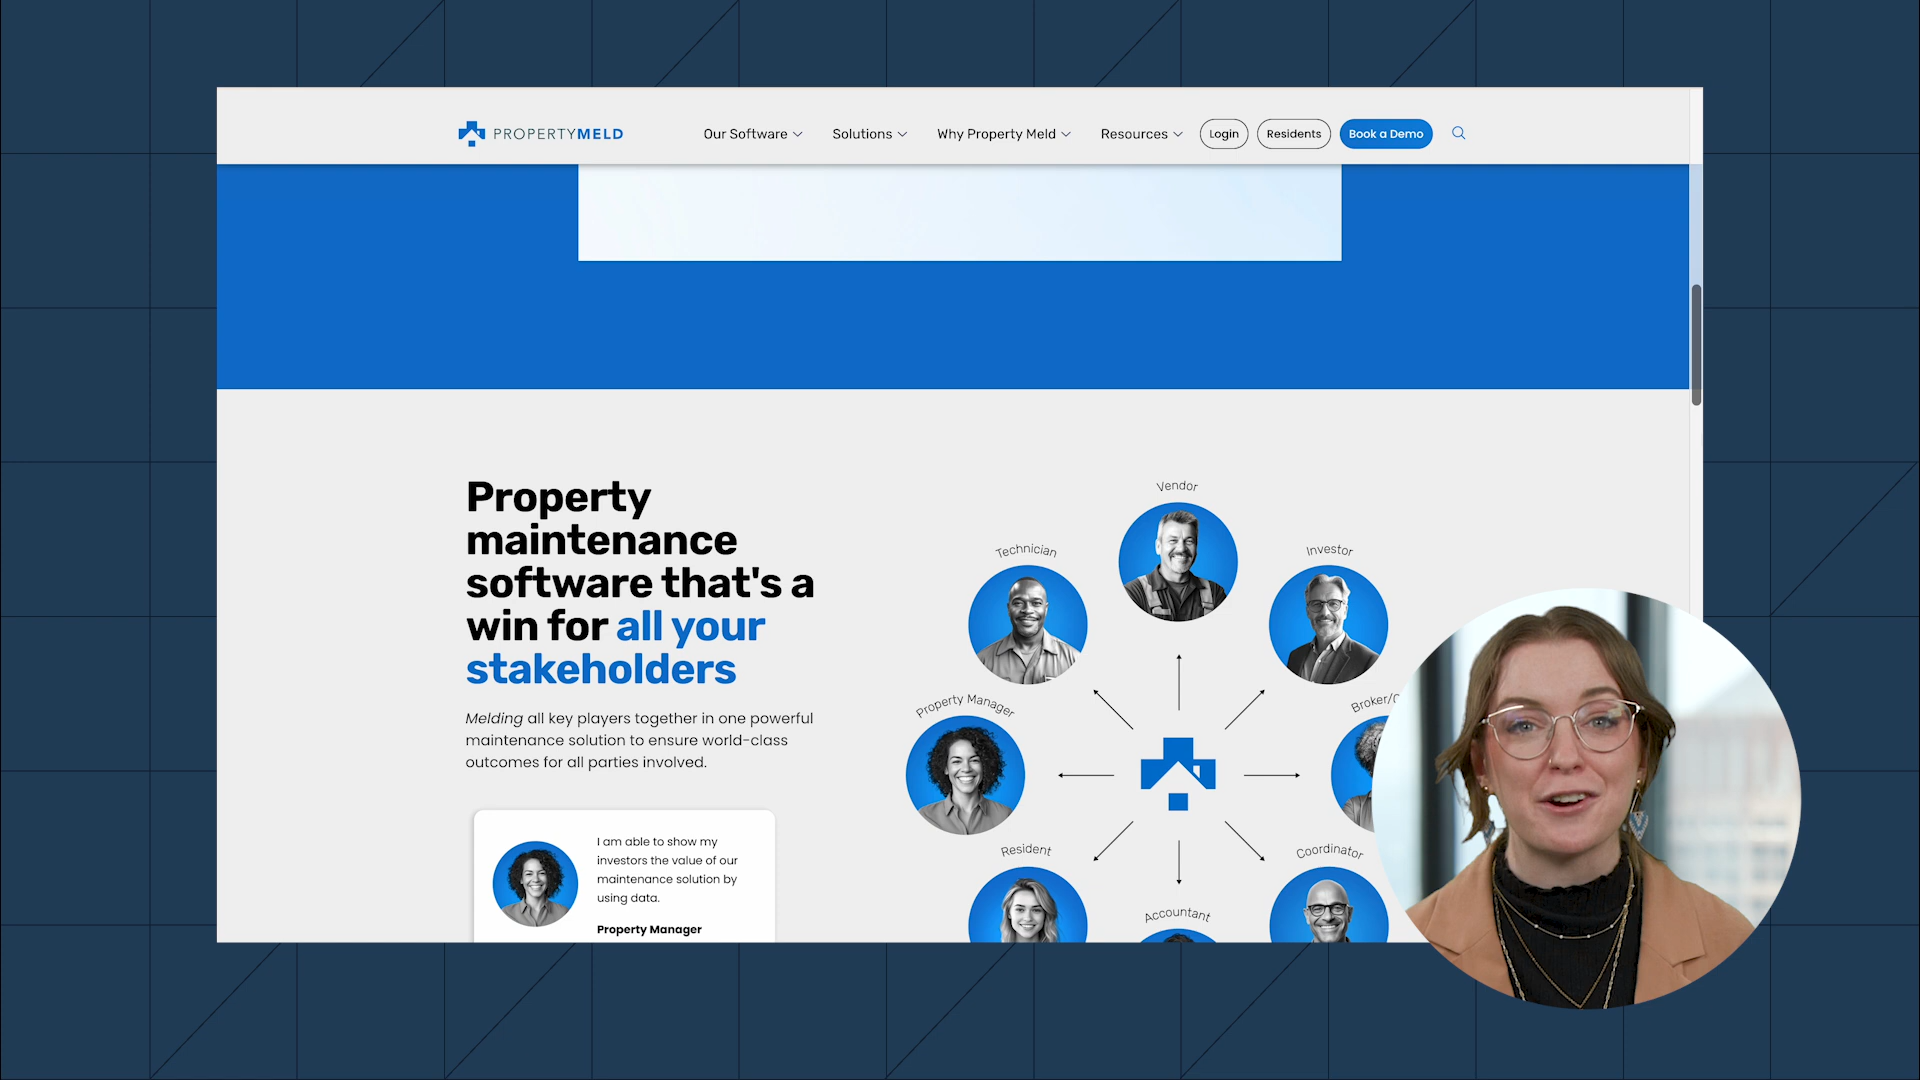 PROPERTYMELD
Our Software
Solutions
Why Property Meld
Resources
Login
Residents
Book a Demo
Property
maintenance
software that's a
win for all your
stakeholders
Melding all key players together in one powerful
maintenance solution to ensure world-class
outcomes for all parties involved.
I am able to show my
investors the value of our
maintenance solution by
using data.
Property Manager
Vendor
Technician
Investor
Property Manager
Broker/
Resident
Coordinator
Accountant